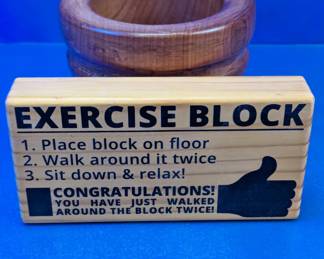 EXERCISE BLOCK
1. Place block on floor
2. Walk around it twice
3. Sit down & relax!
CONGRATULATIONS!
YOU HAVE JUST WALKED
AROUND THE BLOCK TWICE!